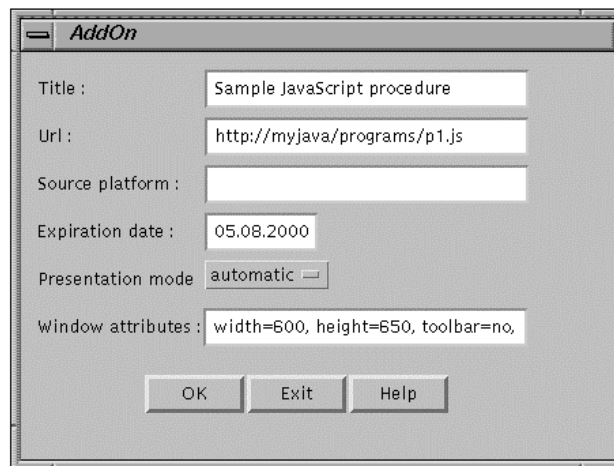 AddOn
Title : Sample JavaScript procedure
Url : http://myjava/programs/p1.js
Source platform :
Expiration date : 05.08.2000
Presentation mode automatic
Window attributes : width=600, height=650, toolbar=no,
OK Exit Help